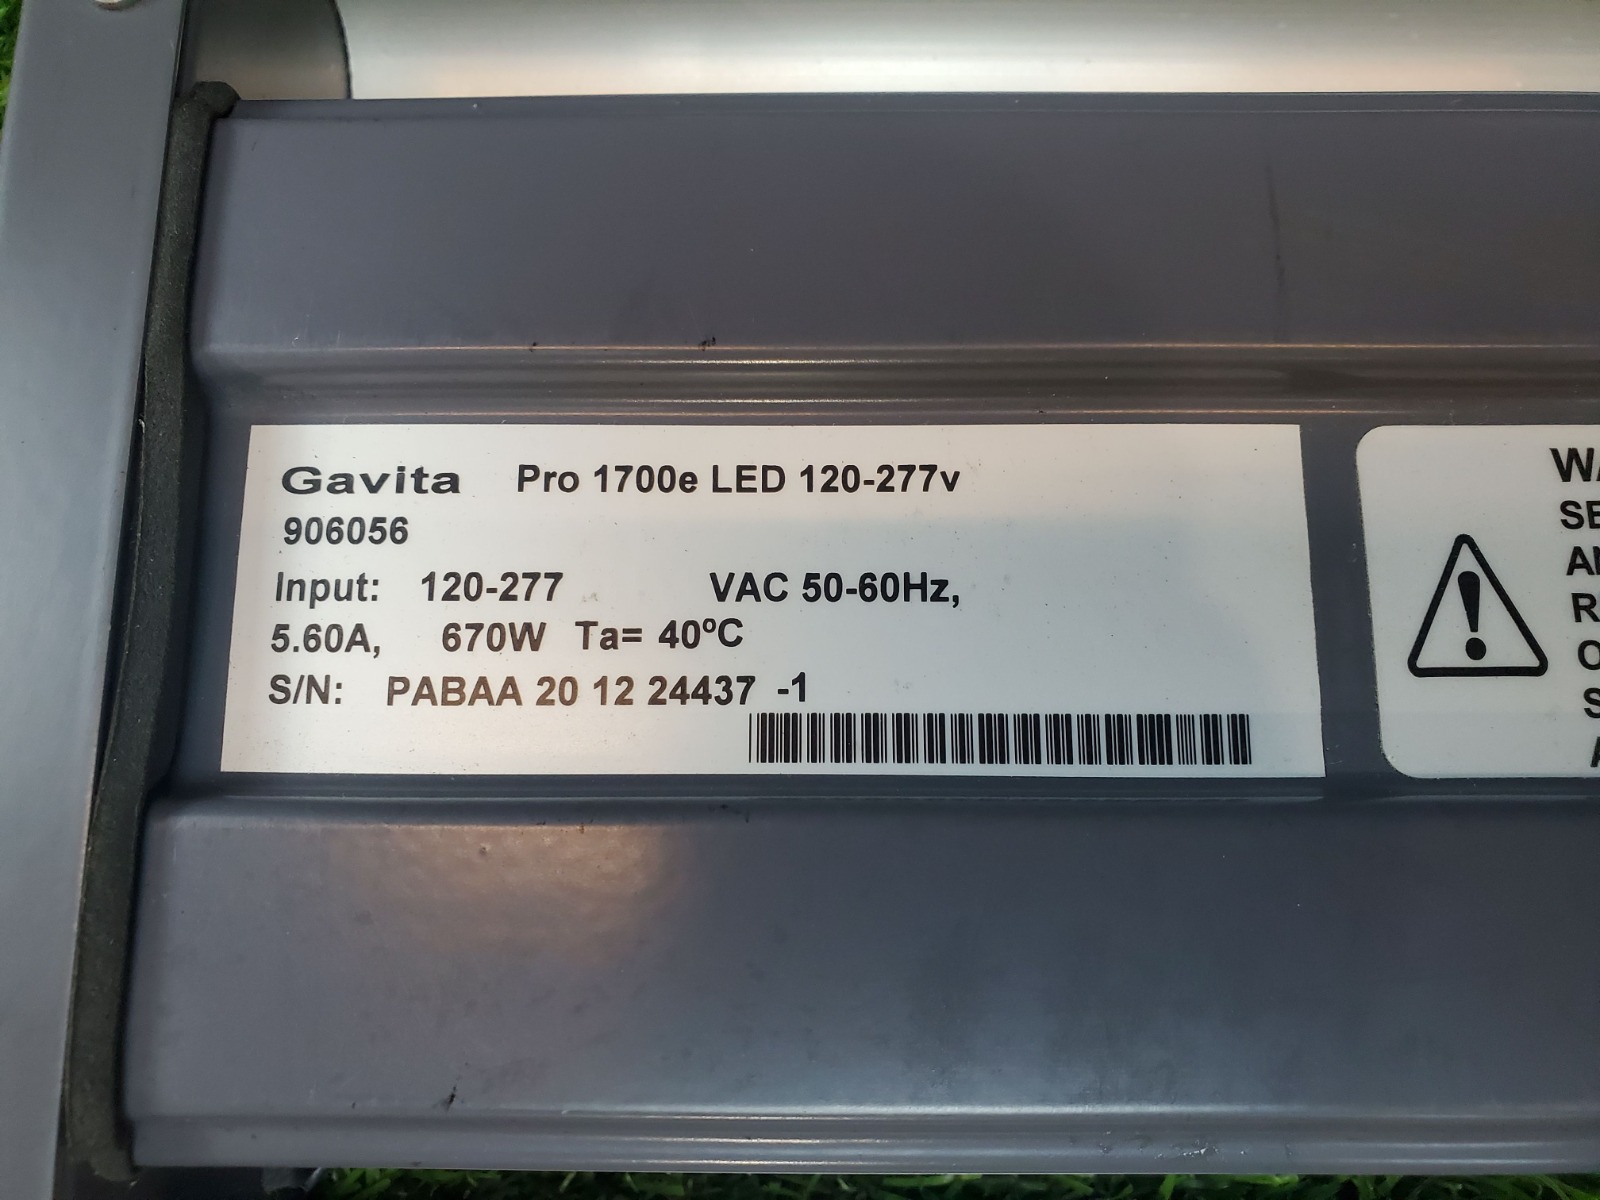 Gavita Pro 1700e LED 120-277v
906056
Input: 120-277 VAC 50-60Hz,
5.60A, 670W Ta= 40ºC
S/N: PABAA 20 12 24437 -1